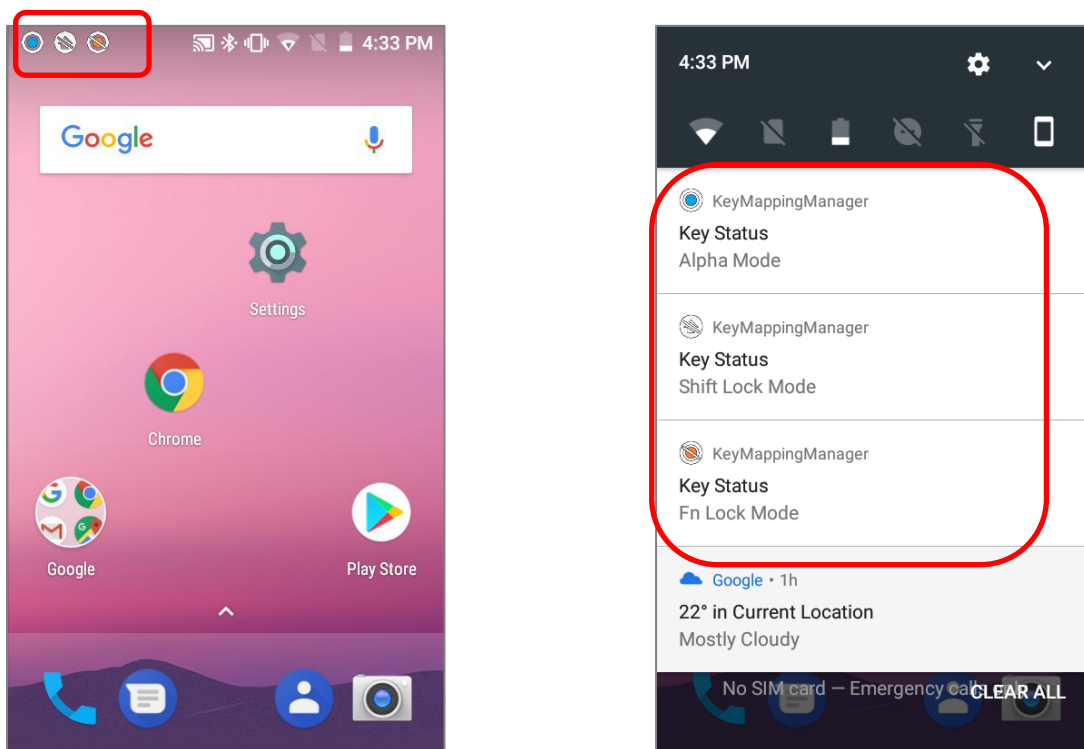 4:33 PM
Google
Settings
Chrome
Google
Play Store
4:33 PM
KeyMappingManager
Key Status
Alpha Mode
KeyMappingManager
Key Status
Shift Lock Mode
KeyMappingManager
Key Status
Fn Lock Mode
Google • 1h
22° in Current Location
Mostly Cloudy
No SIM card — Emergency
CLEAR ALL